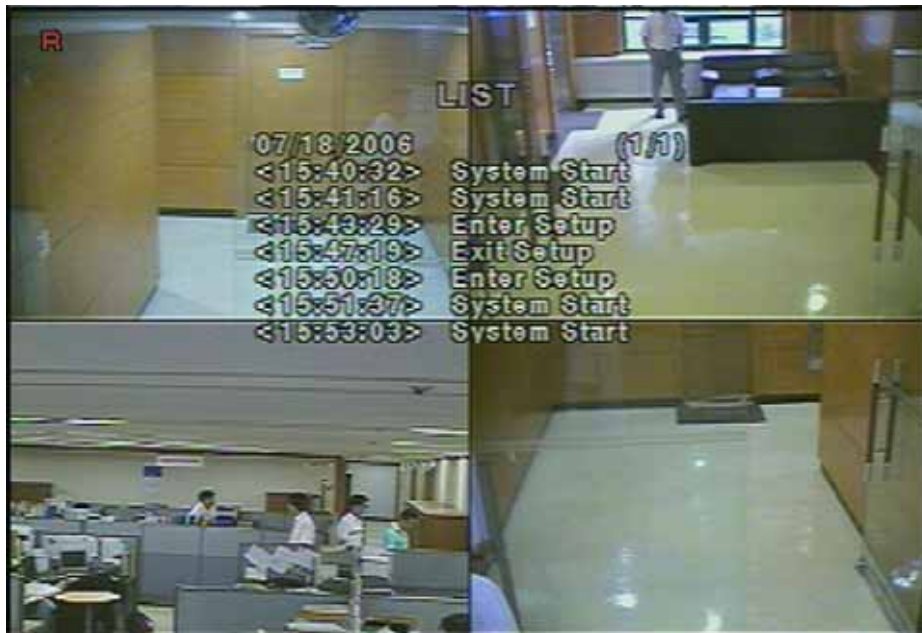 R
LIST
07/18/2006 (1/1)
<15:40:32> System Start
<15:41:16> System Start
<15:43:29> Enter Setup
<15:47:19> Exit Setup
<15:50:18> Enter Setup
<15:51:37> System Start
<15:53:03> System Start